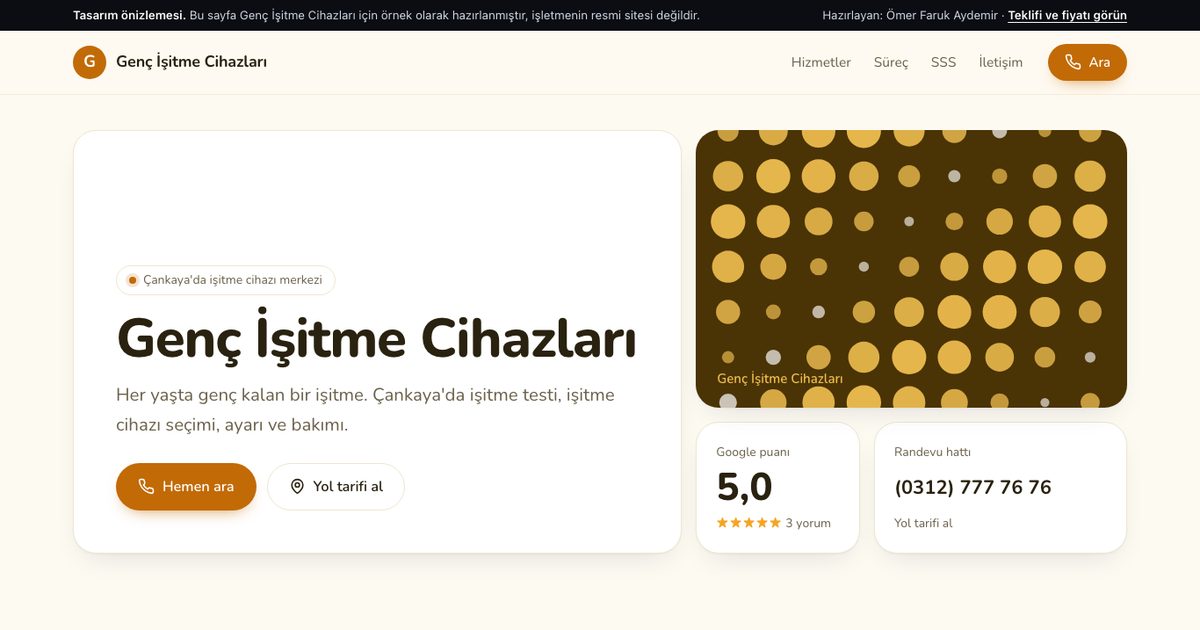 Tasarım önizlemesi. Bu sayfa Genç İşitme Cihazları için örnek olarak hazırlanmıştır, işletmenin resmi sitesi değildir.
Hazırlayan: Ömer Faruk Aydemir · Teklifi ve fiyatı görün
G Genç İşitme Cihazları
Hizmetler Süreç SSS İletişim Ara
Çankaya'da işitme cihazı merkezi
Genç İşitme Cihazları
Her yaşta genç kalan bir işitme. Çankaya'da işitme testi, işitme
cihazı seçimi, ayarı ve bakımı.
Hemen ara Yol tarifi al
Genç İşitme Cihazları
Google puanı
5,0
★★★★★ 3 yorum
Randevu hattı
(0312) 777 76 76
Yol tarifi al